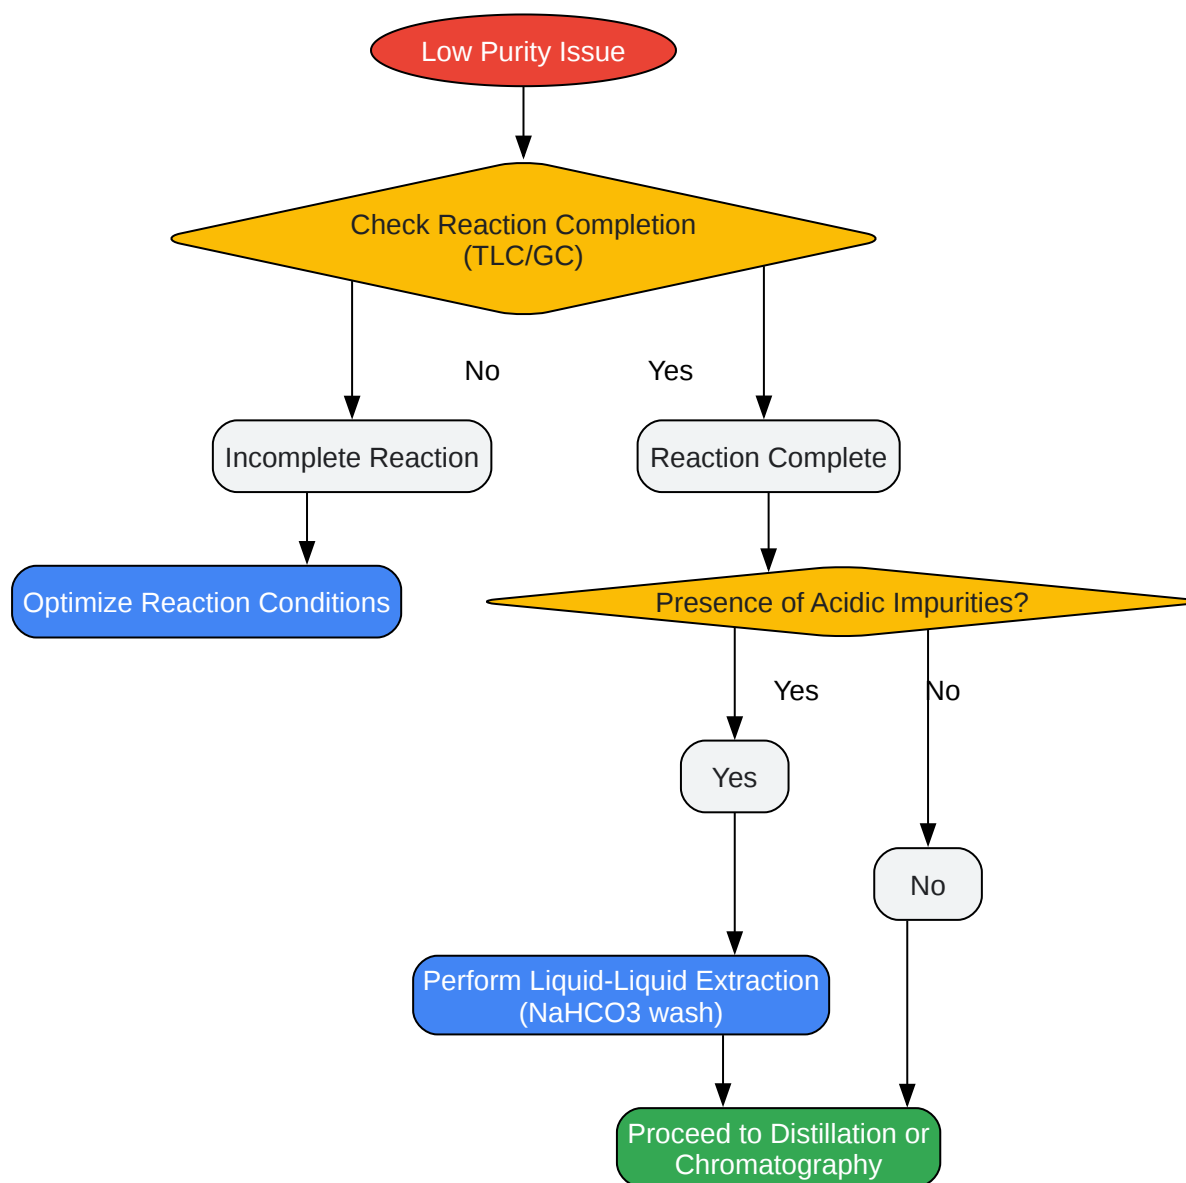 Low Purity Issue
Check Reaction Completion
(TLC/GC)
No
Yes
Incomplete Reaction
Reaction Complete
Optimize Reaction Conditions
Presence of Acidic Impurities?
Yes
No
Yes
No
Perform Liquid-Liquid Extraction
(NaHCO3 wash)
Proceed to Distillation or
Chromatography